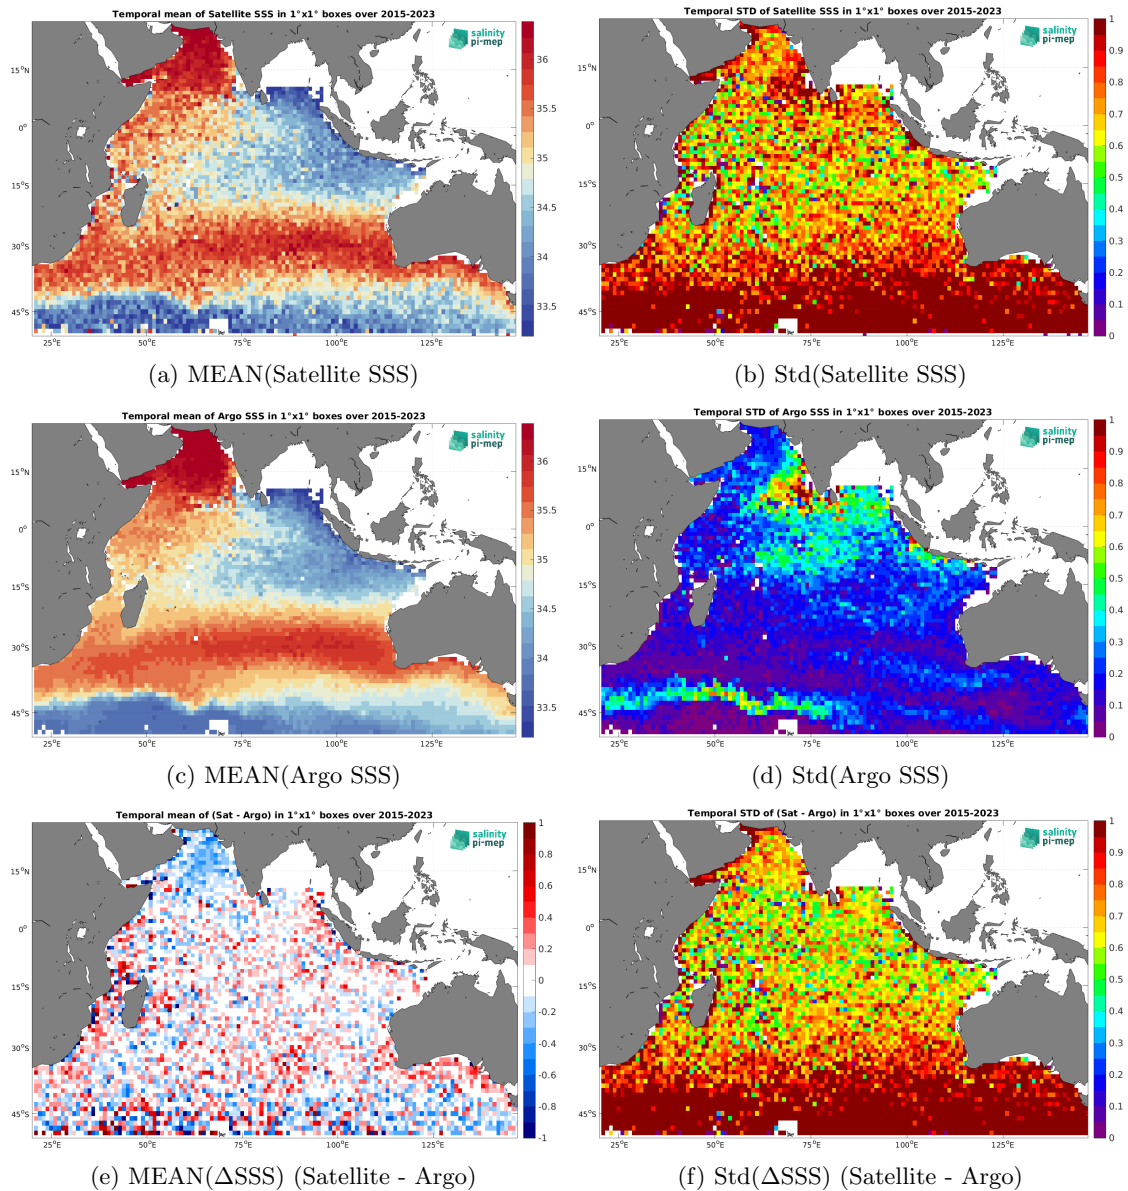 Temporal mean of Satellite SSS in 1°x1° boxes over 2015-2023
salinity
pi-mep
15°N
0°
15°S
30°S
45°S
25°E
50°E
75°E
100°E
125°E
36
35.5
35
34.5
34
33.5
(a) MEAN(Satellite SSS)
Temporal STD of Satellite SSS in 1°x1° boxes over 2015-2023
salinity
pi-mep
15°N
0°
15°S
30°S
45°S
25°E
50°E
75°E
100°E
125°E
1
0.9
0.8
0.7
0.6
0.5
0.4
0.3
0.2
0.1
0
(b) Std(Satellite SSS)
Temporal mean of Argo SSS in 1°x1° boxes over 2015-2023
salinity
pi-mep
15°N
0°
15°S
30°S
45°S
25°E
50°E
75°E
100°E
125°E
36
35.5
35
34.5
34
33.5
(c) MEAN(Argo SSS)
Temporal STD of Argo SSS in 1°x1° boxes over 2015-2023
salinity
pi-mep
15°N
0°
15°S
30°S
45°S
25°E
50°E
75°E
100°E
125°E
1
0.9
0.8
0.7
0.6
0.5
0.4
0.3
0.2
0.1
0
(d) Std(Argo SSS)
Temporal mean of (Sat - Argo) in 1°x1° boxes over 2015-2023
salinity
pi-mep
15°N
0°
15°S
30°S
45°S
25°E
50°E
75°E
100°E
125°E
1
0.8
0.6
0.4
0.2
0.1
0
-0.1
-0.2
-0.4
-0.6
-0.8
-1
(e) MEAN(ΔSSS) (Satellite - Argo)
Temporal STD of (Sat - Argo) in 1°x1° boxes over 2015-2023
salinity
pi-mep
15°N
0°
15°S
30°S
45°S
25°E
50°E
75°E
100°E
125°E
1
0.9
0.8
0.7
0.6
0.5
0.4
0.3
0.2
0.1
0
(f) Std(ΔSSS) (Satellite - Argo)